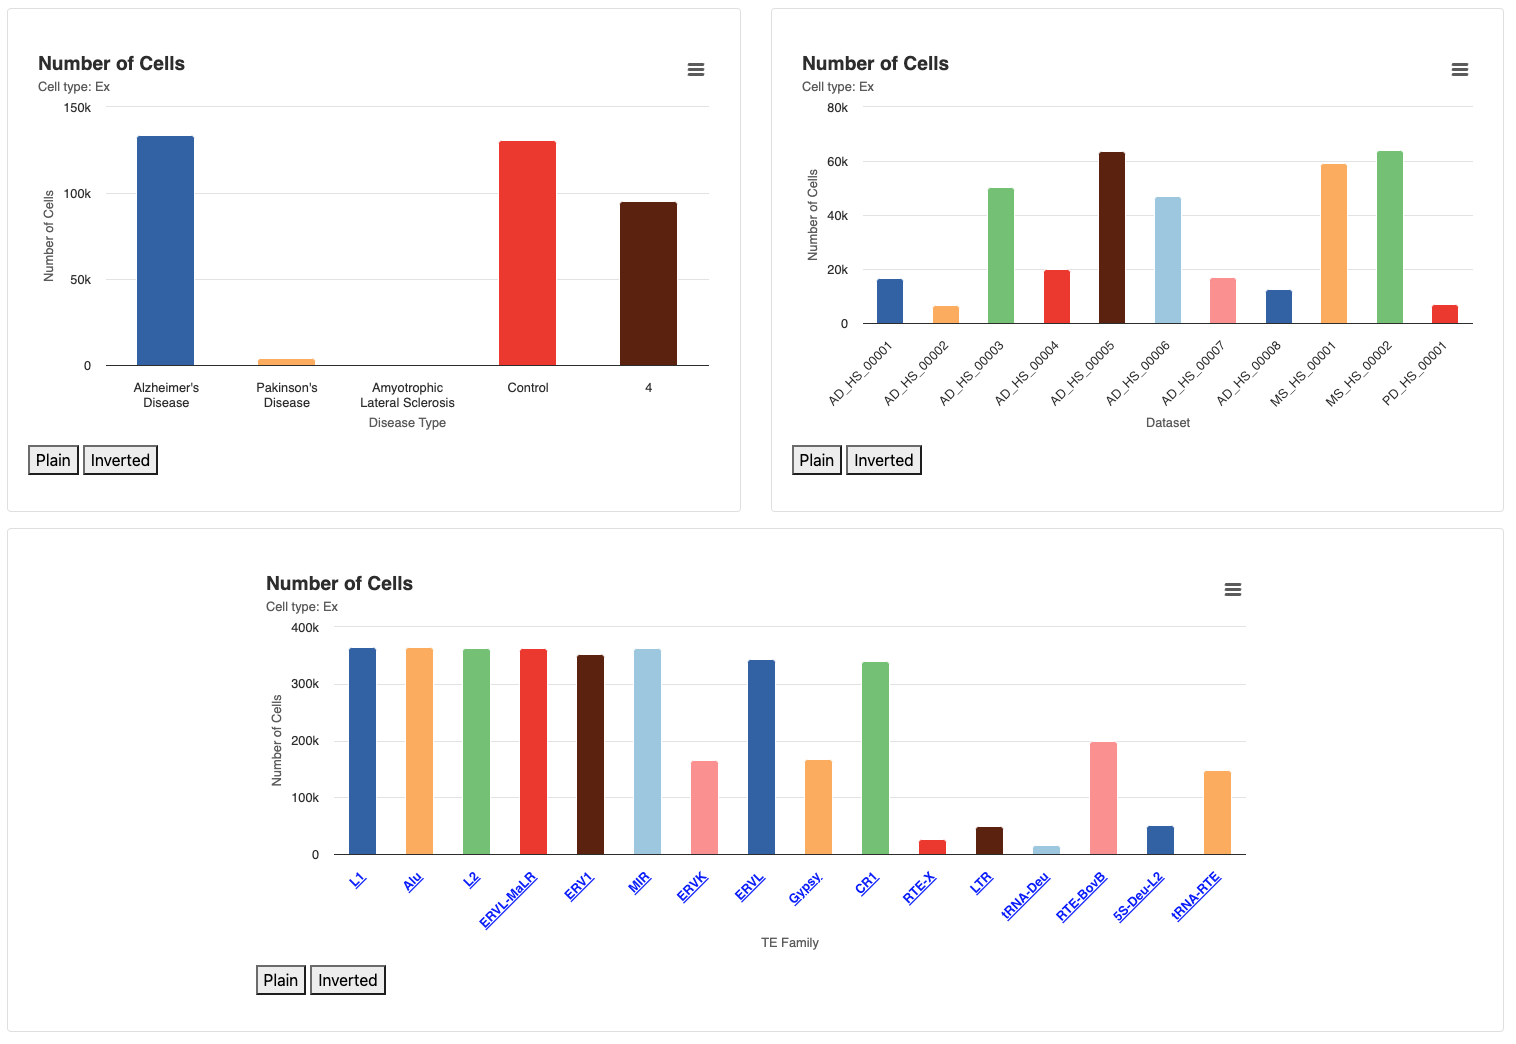 Number of Cells
Cell type: Ex
150k
100k
50k
0
Number of Cells
Alzheimer's
Disease
Pakinson's
Disease
Amyotrophic
Lateral Sclerosis
Control
4
Disease Type
Plain
Inverted
Number of Cells
Cell type: Ex
80k
60k
40k
20k
0
Number of Cells
AD_HS_00001
AD_HS_00002
AD_HS_00003
AD_HS_00004
AD_HS_00005
AD_HS_00006
AD_HS_00007
AD_HS_00008
MS_HS_00001
MS_HS_00002
PD_HS_00001
Dataset
Plain
Inverted
Number of Cells
Cell type: Ex
400k
300k
200k
100k
0
Number of Cells
L1
Alu
L2
ERVL-MaLR
ERV1
MIR
ERVK
ERVL
Gypsy
CR1
RTE-X
LTR
tRNA-Deu
RTE-BovB
5S-Deu-L2
tRNA-RTE
TE Family
Plain
Inverted